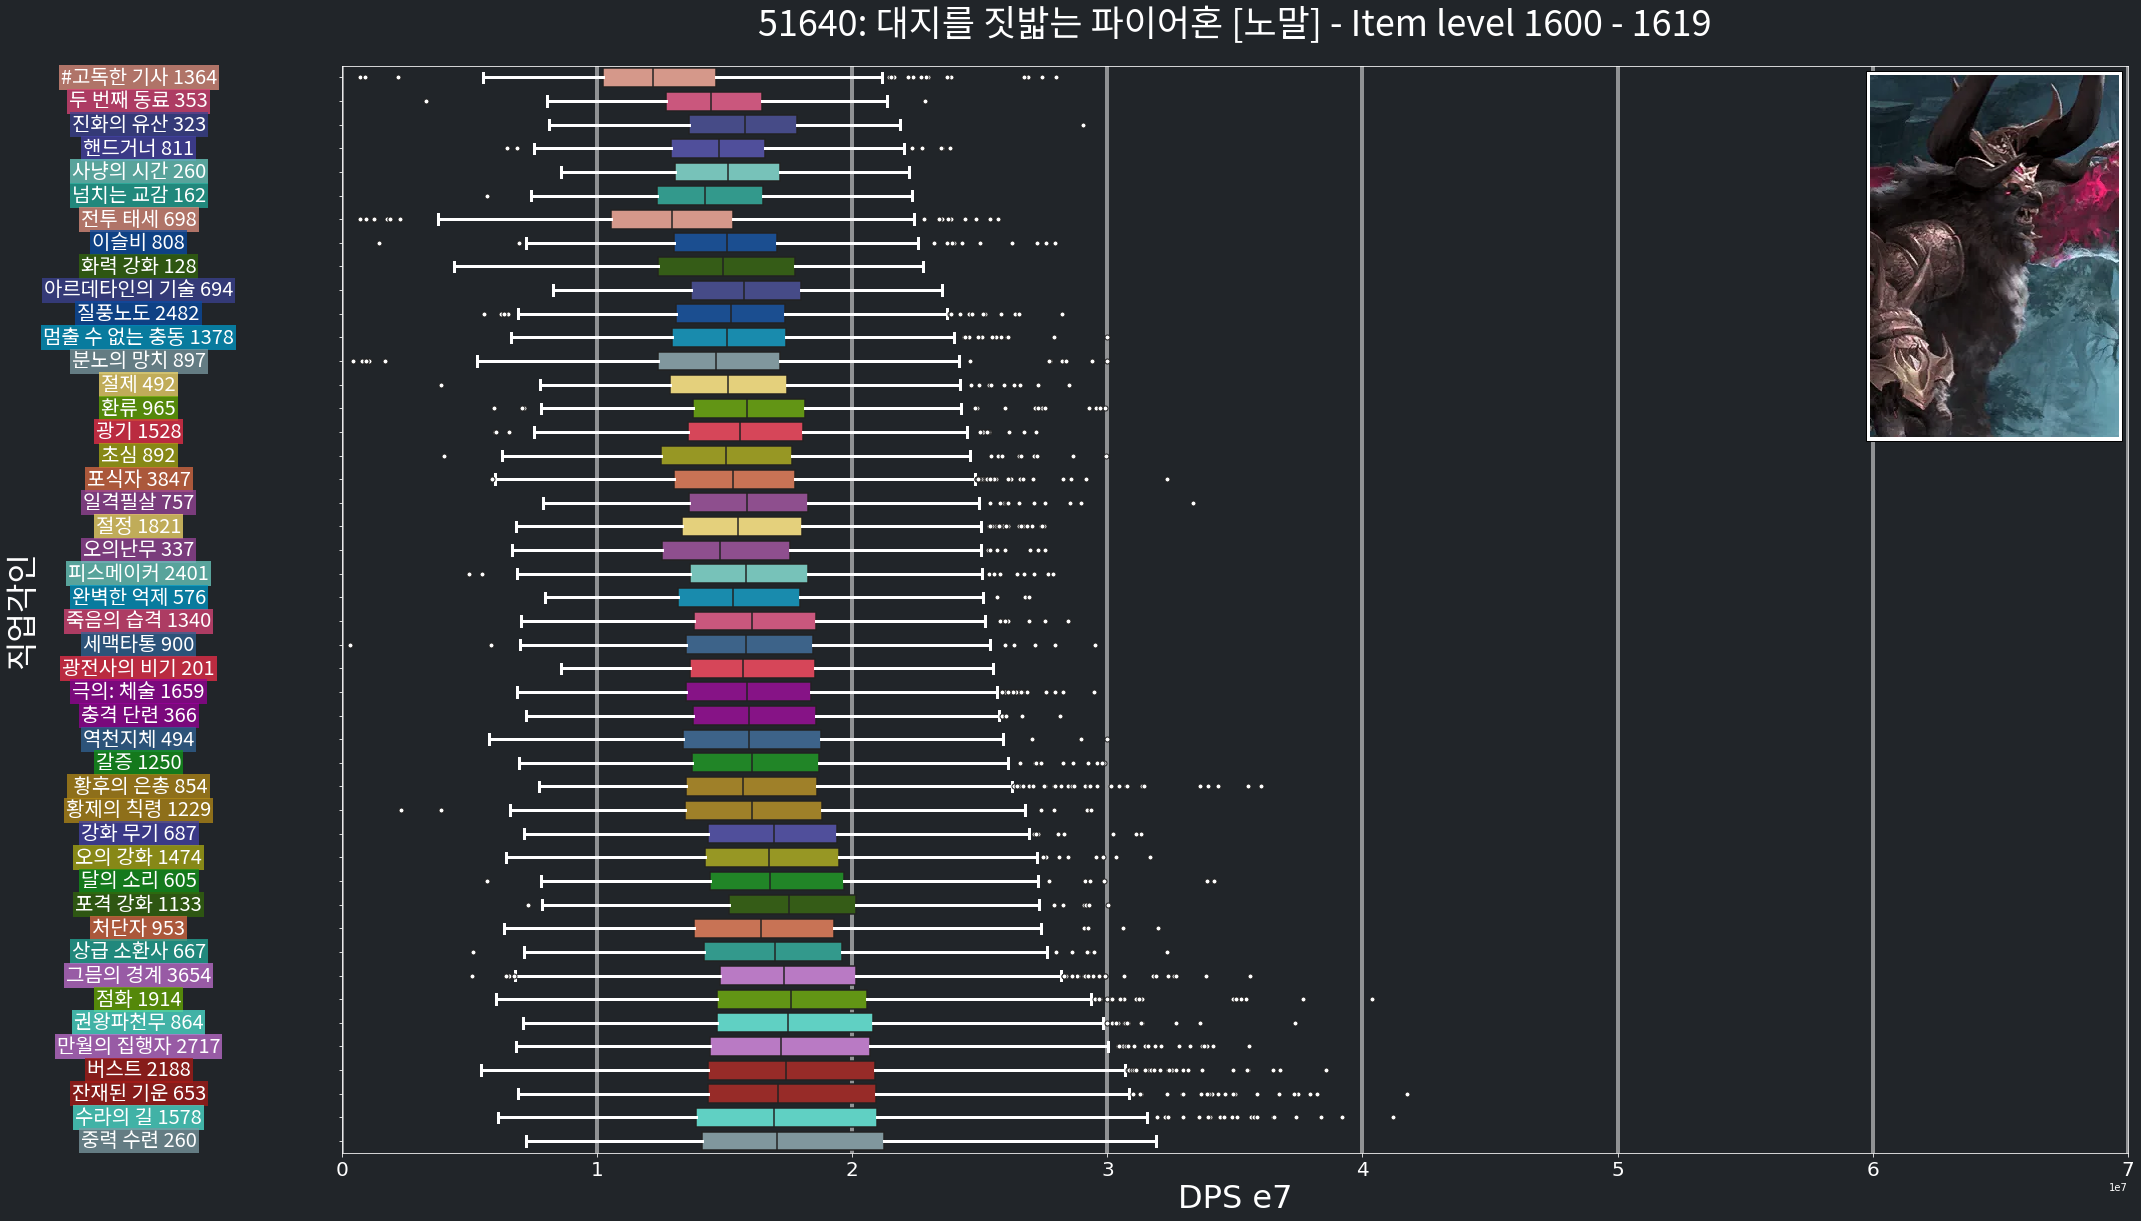 51640: 대지를 짓밟는 파이어혼 [노말] - Item level 1600 - 1619
#고독한 기사 1364
두 번째 동료 353
진화의 유산 323
핸드거너 811
사냥의 시간 260
넘치는 교감 162
전투 태세 698
이슬비 808
화력 강화 128
아르데타인의 기술 694
질풍노도 2482
멈출 수 없는 충동 1378
분노의 망치 897
절제 492
환류 965
광기 1528
초심 892
포식자 3847
일격필살 757
절정 1821
오의난무 337
피스메이커 2401
완벽한 억제 576
죽음의 습격 1340
세맥타통 900
광전사의 비기 201
극의: 체술 1659
충격 단련 366
역천지체 494
갈증 1250
황후의 은총 854
황제의 칙령 1229
강화 무기 687
오의 강화 1474
달의 소리 605
포격 강화 1133
처단자 953
상급 소환사 667
그믐의 경계 3654
점화 1914
권왕파천무 864
만월의 집행자 2717
버스트 2188
잔재된 기운 653
수라의 길 1578
중력 수련 260
직업각인
0 1 2 3 4 5 6 7
DPS e7
1e7